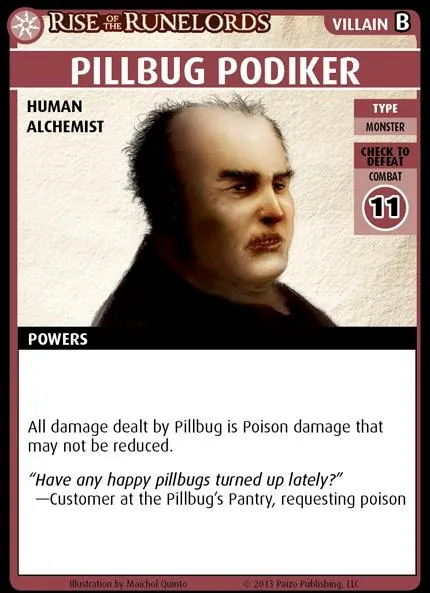 RISE OF THE RUNELORDS
VILLAIN B
PILLBUG PODIKER
HUMAN
ALCHEMIST
TYPE
MONSTER
CHECK TO
DEFEAT
COMBAT
11
POWERS
All damage dealt by Pillbug is Poison damage that
may not be reduced.
“Have any happy pillbugs turned up lately?”
—Customer at the Pillbug’s Pantry, requesting poison
Illustration by Maichol Quinto © 2013 Paizo Publishing, LLC